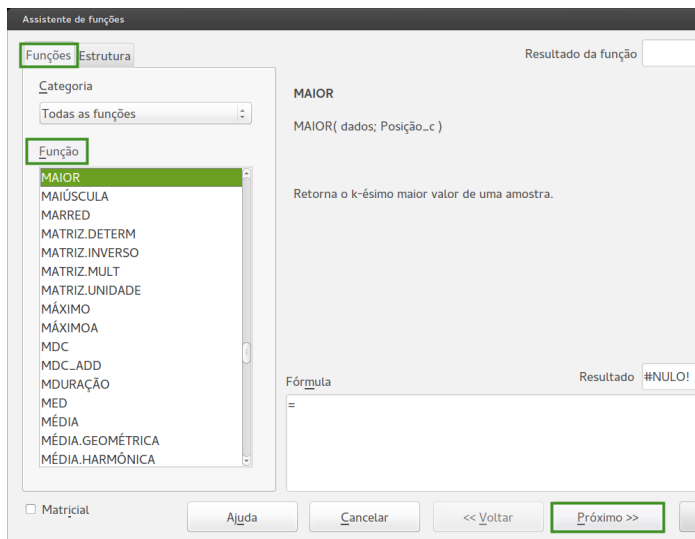 Assistente de funções
Funções Estrutura
Resultado da função
Categoria
Todas as funções
Função
MAIOR
MAIÚSCULA
MARRED
MATRIZ.DETERM
MATRIZ.INVERSO
MATRIZ.MULT
MATRIZ.UNIDADE
MÁXIMO
MÁXIMOA
MDC
MDC_ADD
MDURAÇÃO
MED
MÉDIA
MÉDIA.GEOMÉTRICA
MÉDIA.HARMÔNICA
MAIOR
MAIOR( dados; Posição_c )
Retorna o k-ésimo maior valor de uma amostra.
Fórmula
Resultado #NULO!
=
Matricial
Ajuda
Cancelar
<< Voltar
Próximo >>